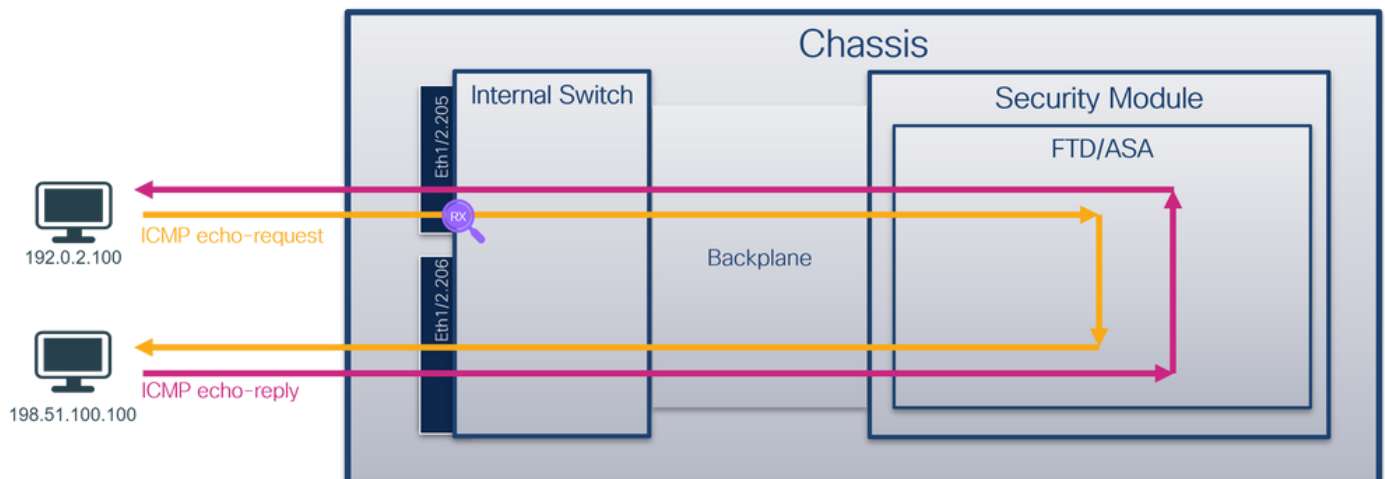 Chassis
Internal Switch
Security Module
Eth1/2.205
FTD/ASA
RX
ICMP echo-request
192.0.2.100
Backplane
Eth1/2.206
ICMP echo-reply
198.51.100.100